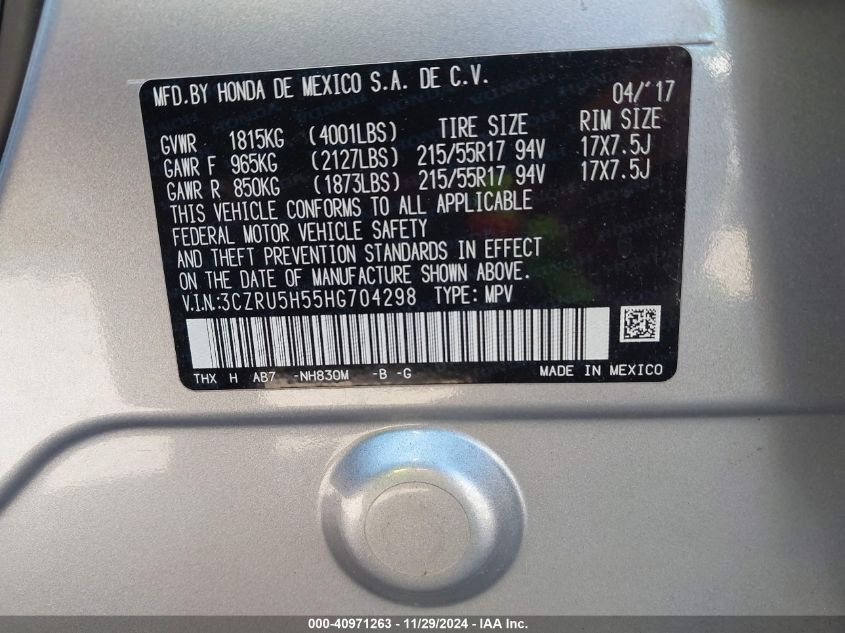 MFD.BY HONDA DE MEXICO S.A. DE C.V.
04/'17
GVWR 1815KG (4001LBS) TIRE SIZE RIM SIZE
GAWR F 965KG (2127LBS) 215/55R17 94V 17X7.5J
GAWR R 850KG (1873LBS) 215/55R17 94V 17X7.5J
THIS VEHICLE CONFORMS TO ALL APPLICABLE
FEDERAL MOTOR VEHICLE SAFETY
AND THEFT PREVENTION STANDARDS IN EFFECT
ON THE DATE OF MANUFACTURE SHOWN ABOVE.
V.I.N.:3CZRU5H55HG704298 TYPE: MPV
THX H AB7 -NH830M -B -G MADE IN MEXICO
000-40971263 - 11/29/2024 - IAA Inc.